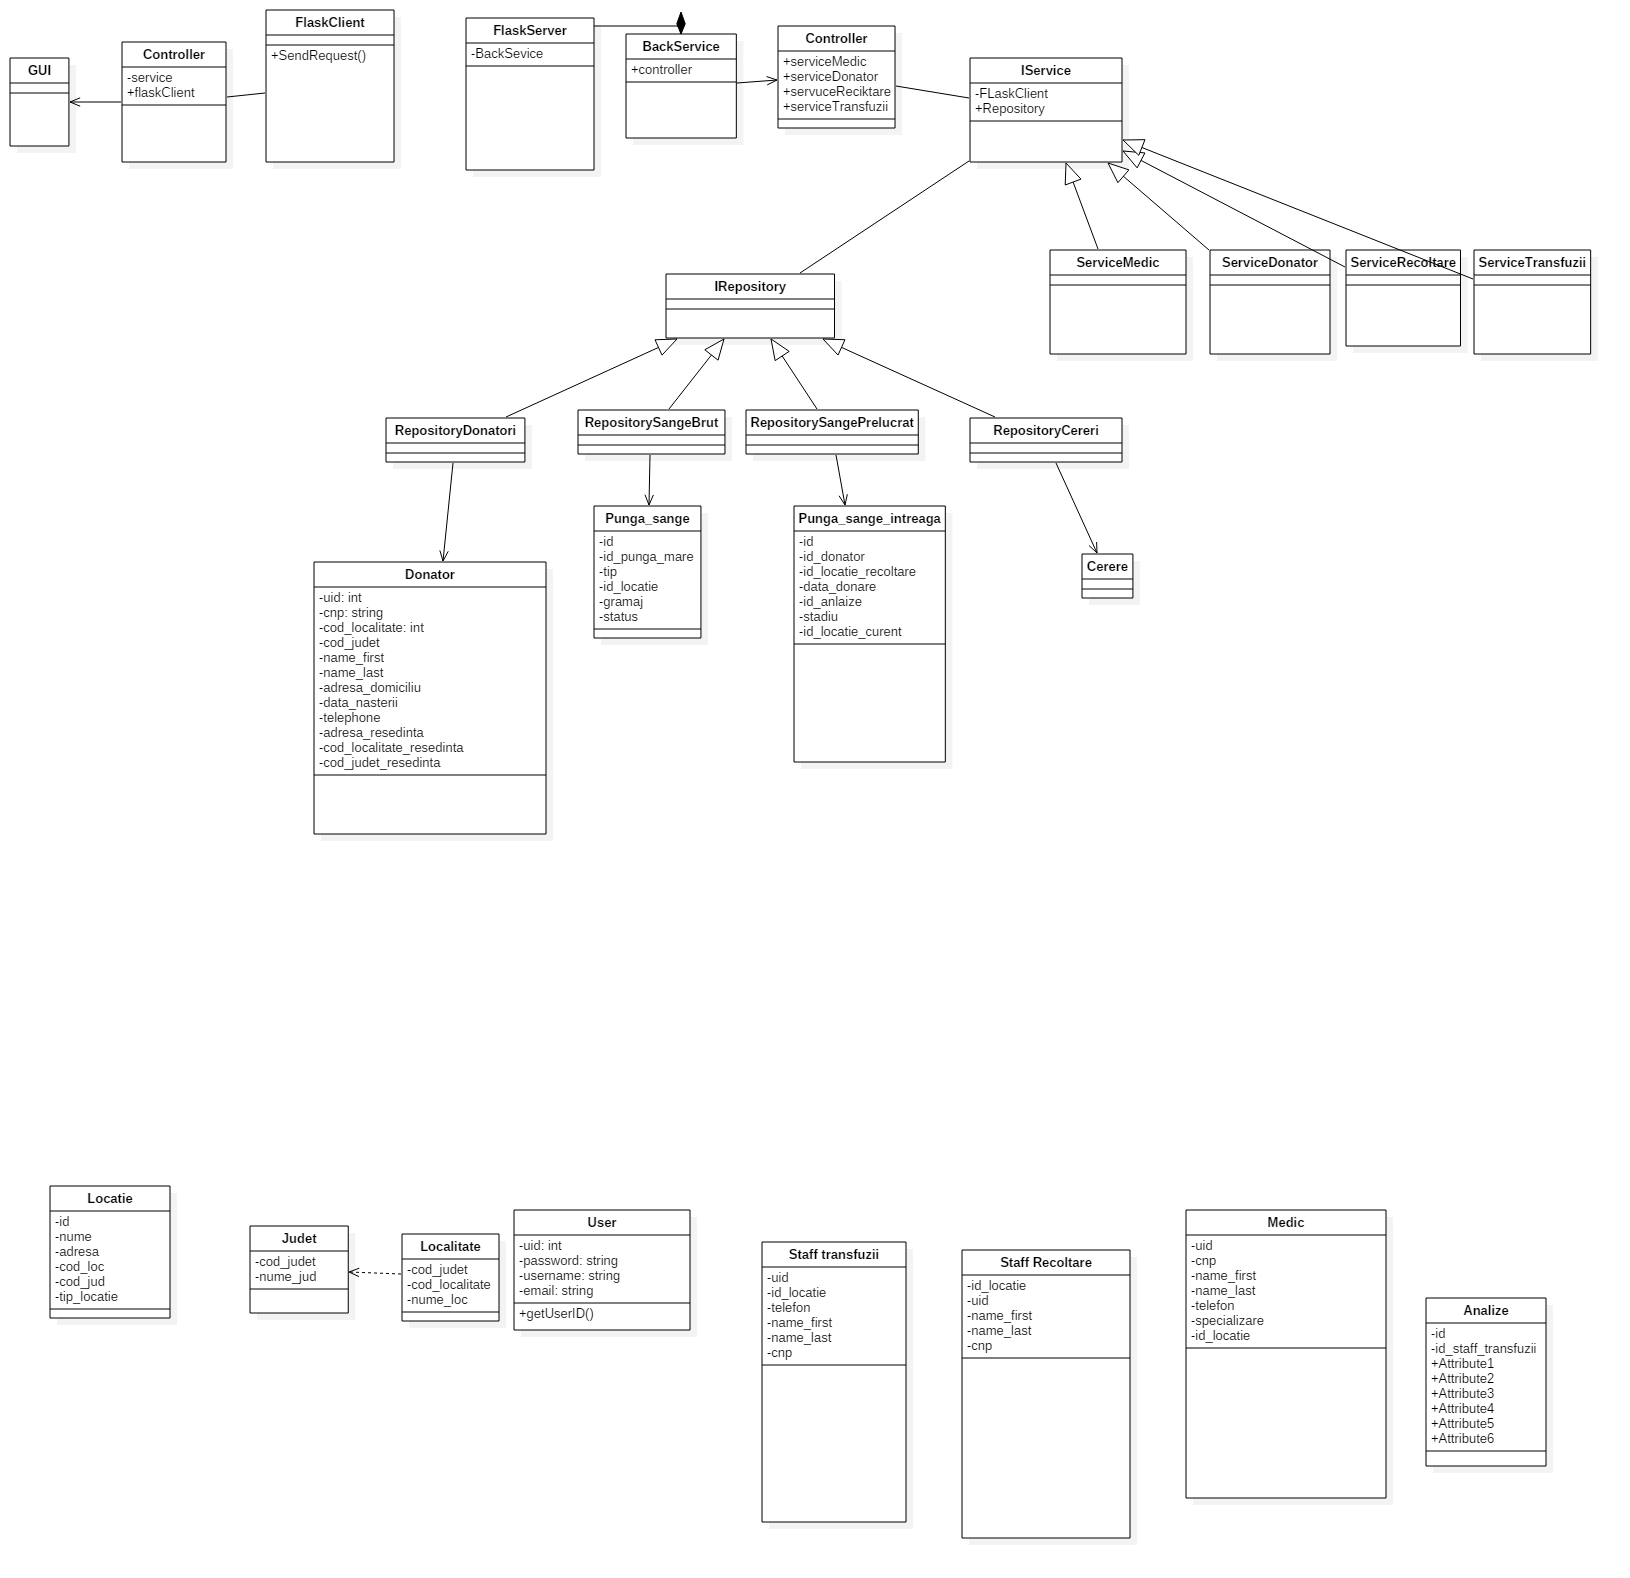 GUI
Controller
-service
+flaskClient
FlaskClient
+SendRequest()
FlaskServer
-BackSevice
BackService
+controller
Controller
+serviceMedic
+serviceDonator
+servuceReciktare
+serviceTransfuzii
IService
-FLaskClient
+Repository
ServiceMedic
ServiceDonator
ServiceRecoltare
ServiceTransfuzii
IRepository
RepositoryDonatori
RepositorySangeBrut
RepositorySangePrelucrat
RepositoryCereri
Donator
-uid: int
-cnp: string
-cod_localitate: int
-cod_judet
-name_first
-name_last
-adresa_domiciliu
-data_nasterii
-telephone
-adresa_resedinta
-cod_localitate_resedinta
-cod_judet_resedinta
Punga_sange
-id
-id_punga_mare
-tip
-id_locatie
-gramaj
-status
Punga_sange_intreaga
-id
-id_donator
-id_locatie_recoltare
-data_donare
-id_anlaize
-stadiu
-id_locatie_curent
Cerere
Locatie
-id
-nume
-adresa
-cod_loc
-cod_jud
-tip_locatie
Judet
-cod_judet
-nume_jud
Localitate
-cod_judet
-cod_localitate
-nume_loc
User
-uid: int
-password: string
-username: string
-email: string
+getUserID()
Staff transfuzii
-uid
-id_locatie
-telefon
-name_first
-name_last
-cnp
Staff Recoltare
-id_locatie
-uid
-name_first
-name_last
-cnp
Medic
-uid
-cnp
-name_first
-name_last
-telefon
-specializare
-id_locatie
Analize
-id
-id_staff_transfuzii
+Attribute1
+Attribute2
+Attribute3
+Attribute4
+Attribute5
+Attribute6